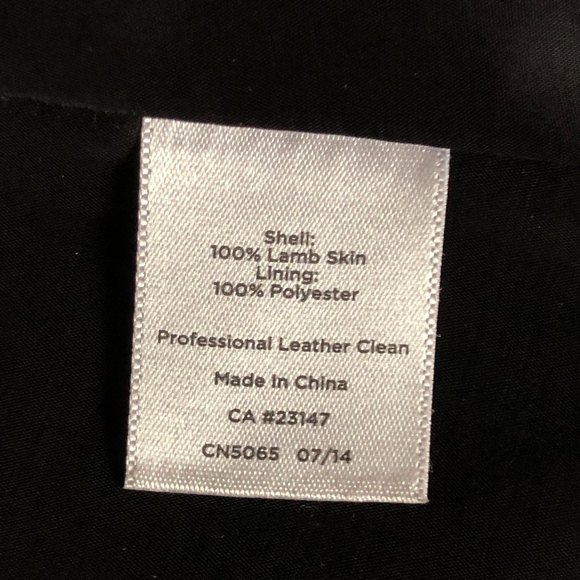 Shell:
100% Lamb Skin
Lining:
100% Polyester
Professional Leather Clean
Made In China
CA #23147
CN5065 07/14